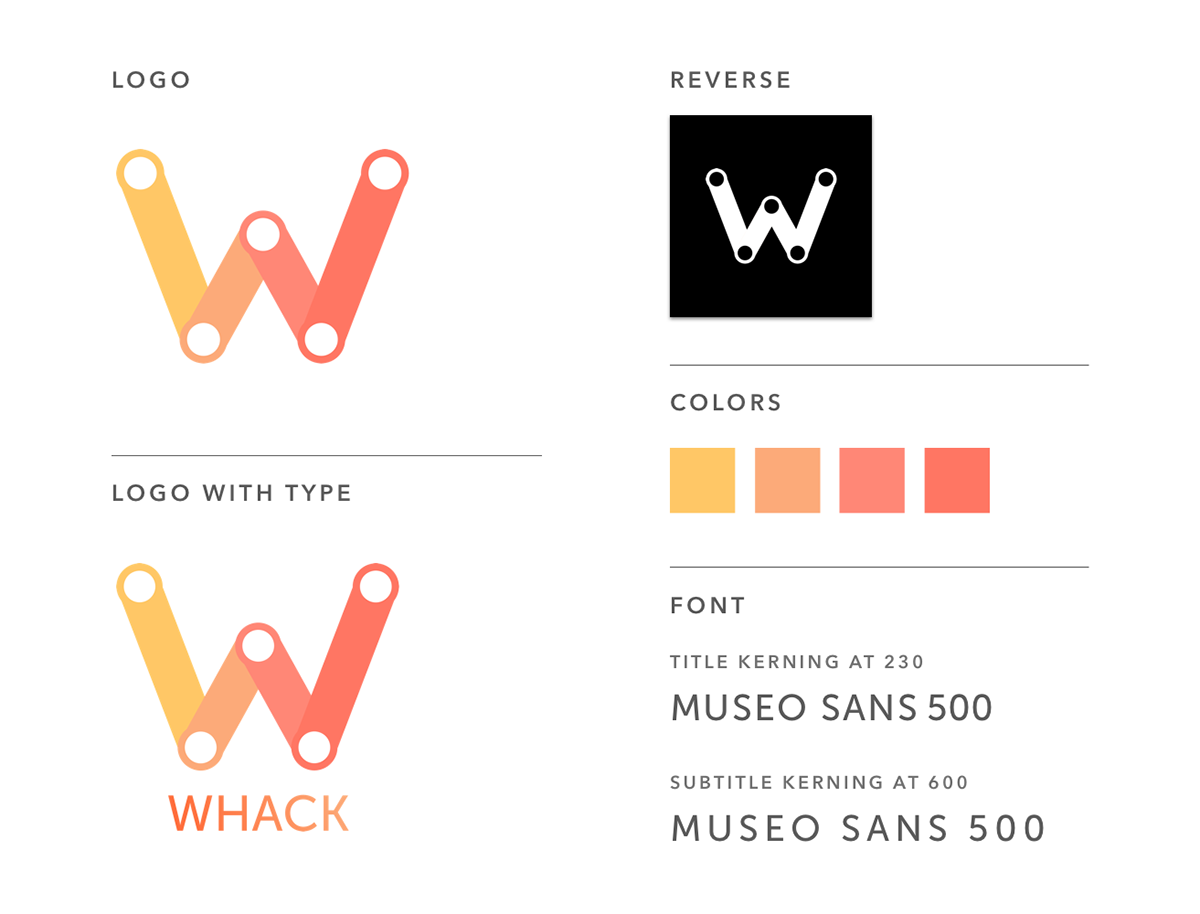 LOGO
LOGO WITH TYPE
WHACK
REVERSE
COLORS
FONT
TITLE KERNING AT 230
MUSEO SANS 500
SUBTITLE KERNING AT 600
MUSEO SANS 500